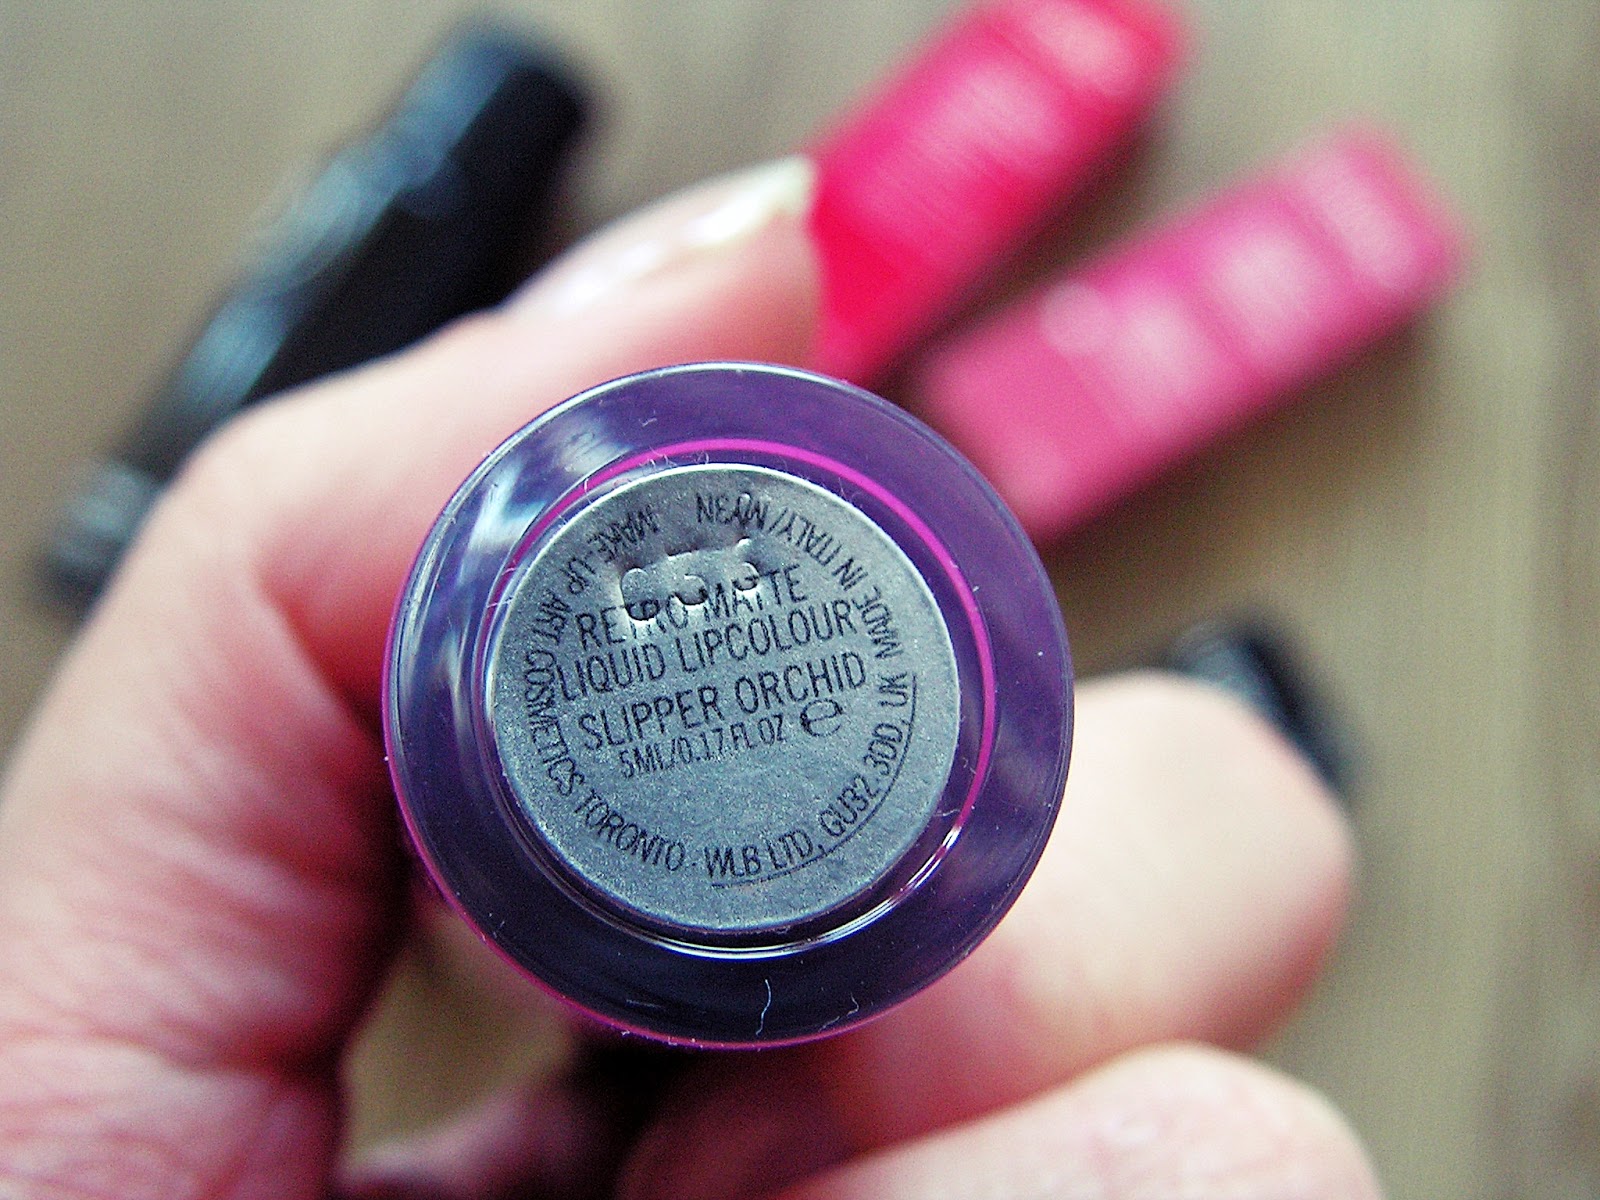 RETRO MATTE
LIQUID LIPCOLOUR
SLIPPER ORCHID
5ML/0.17.FL.OZ e
MAKE-UP ART COSMETICS TORONTO - WLB LTD, GU32 3DD, UK MADE IN ITALY/